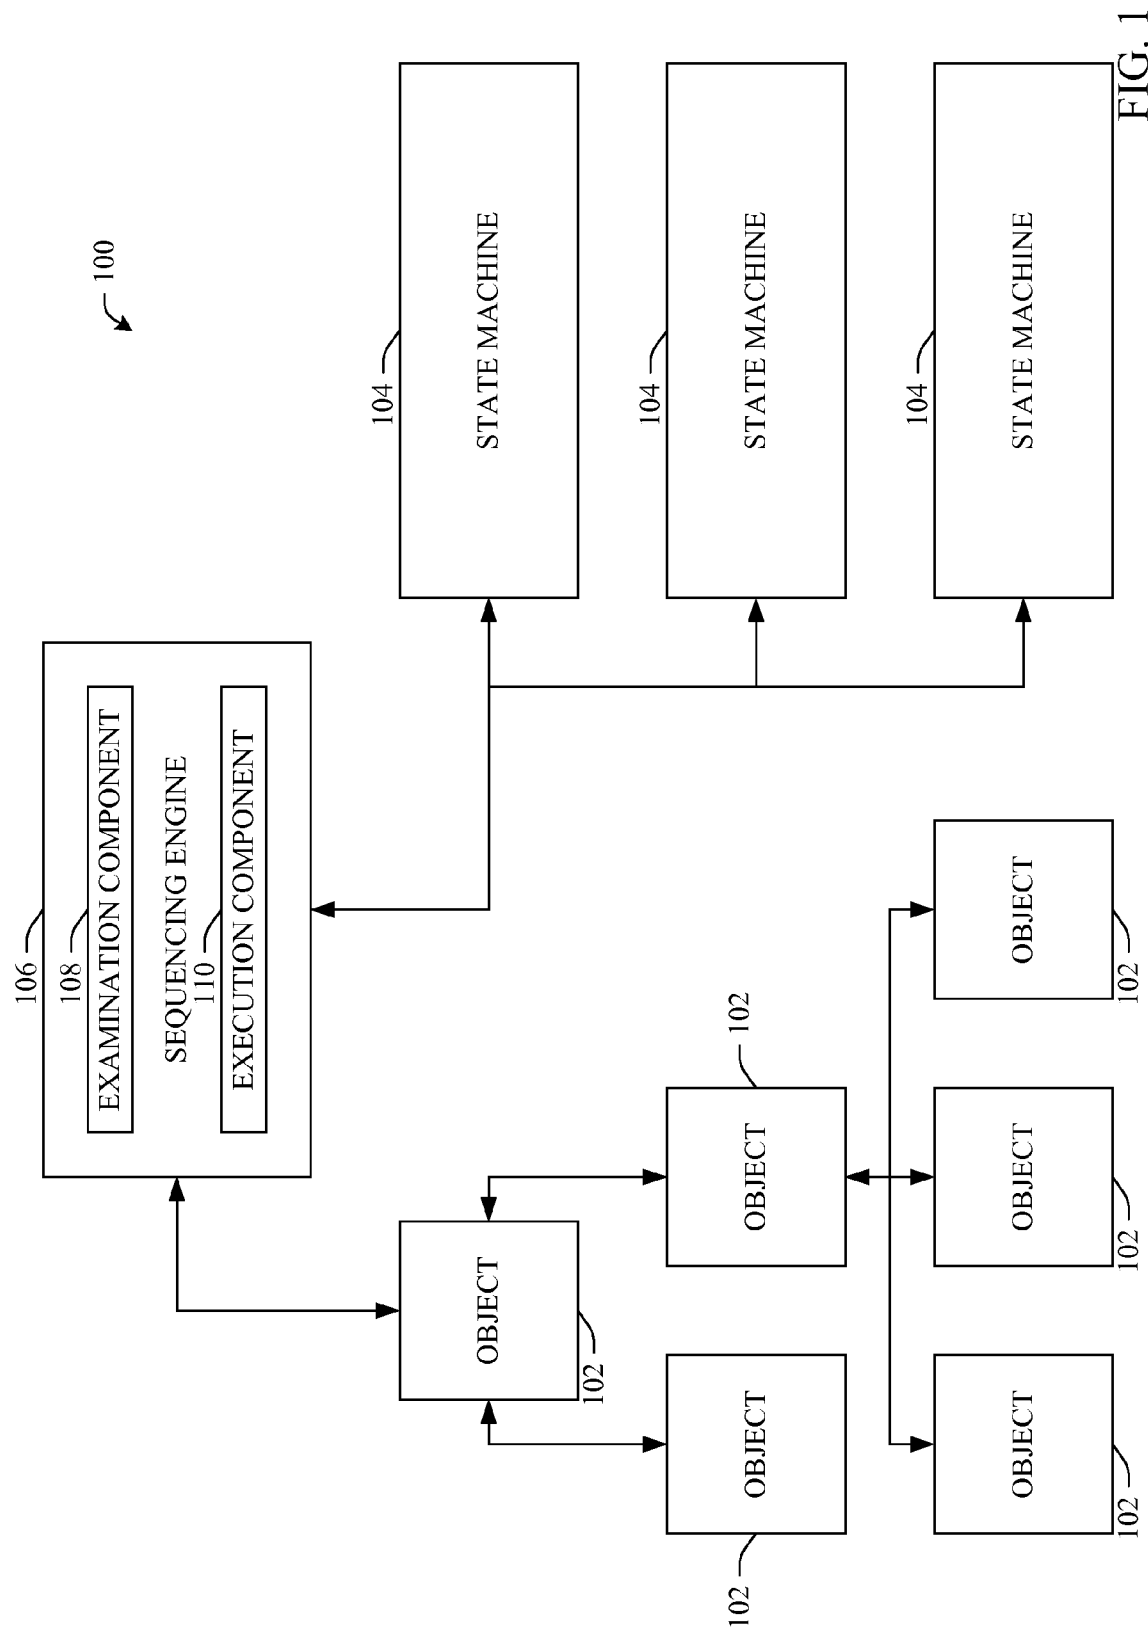 100
106
108
EXAMINATION COMPONENT
SEQUENCING ENGINE
110
EXECUTION COMPONENT
OBJECT
102
104
STATE MACHINE
OBJECT
102
OBJECT
102
104
STATE MACHINE
OBJECT
102
OBJECT
102
OBJECT
102
104
STATE MACHINE
FIG. 1